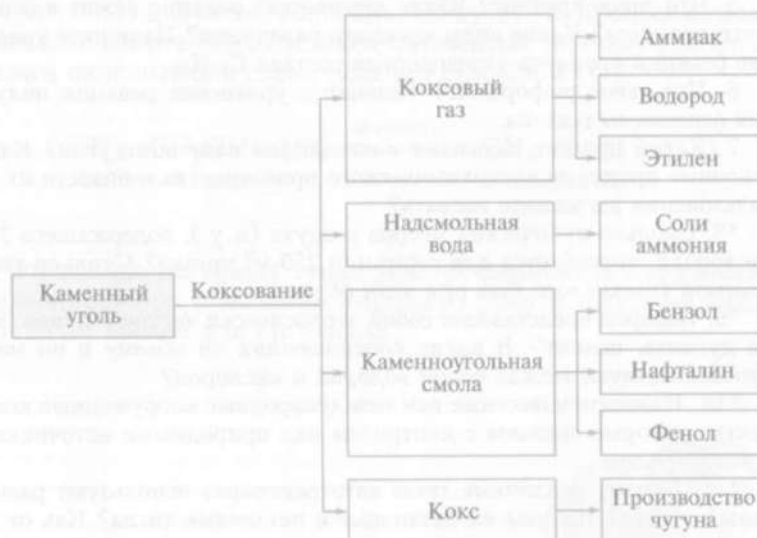 Каменный
уголь
Коксование
Коксовый
газ
Аммиак
Водород
Этилен
Надсмольная
вода
Соли
аммония
Каменноугольная
смола
Бензол
Нафталин
Фенол
Кокс
Производство
чугуна